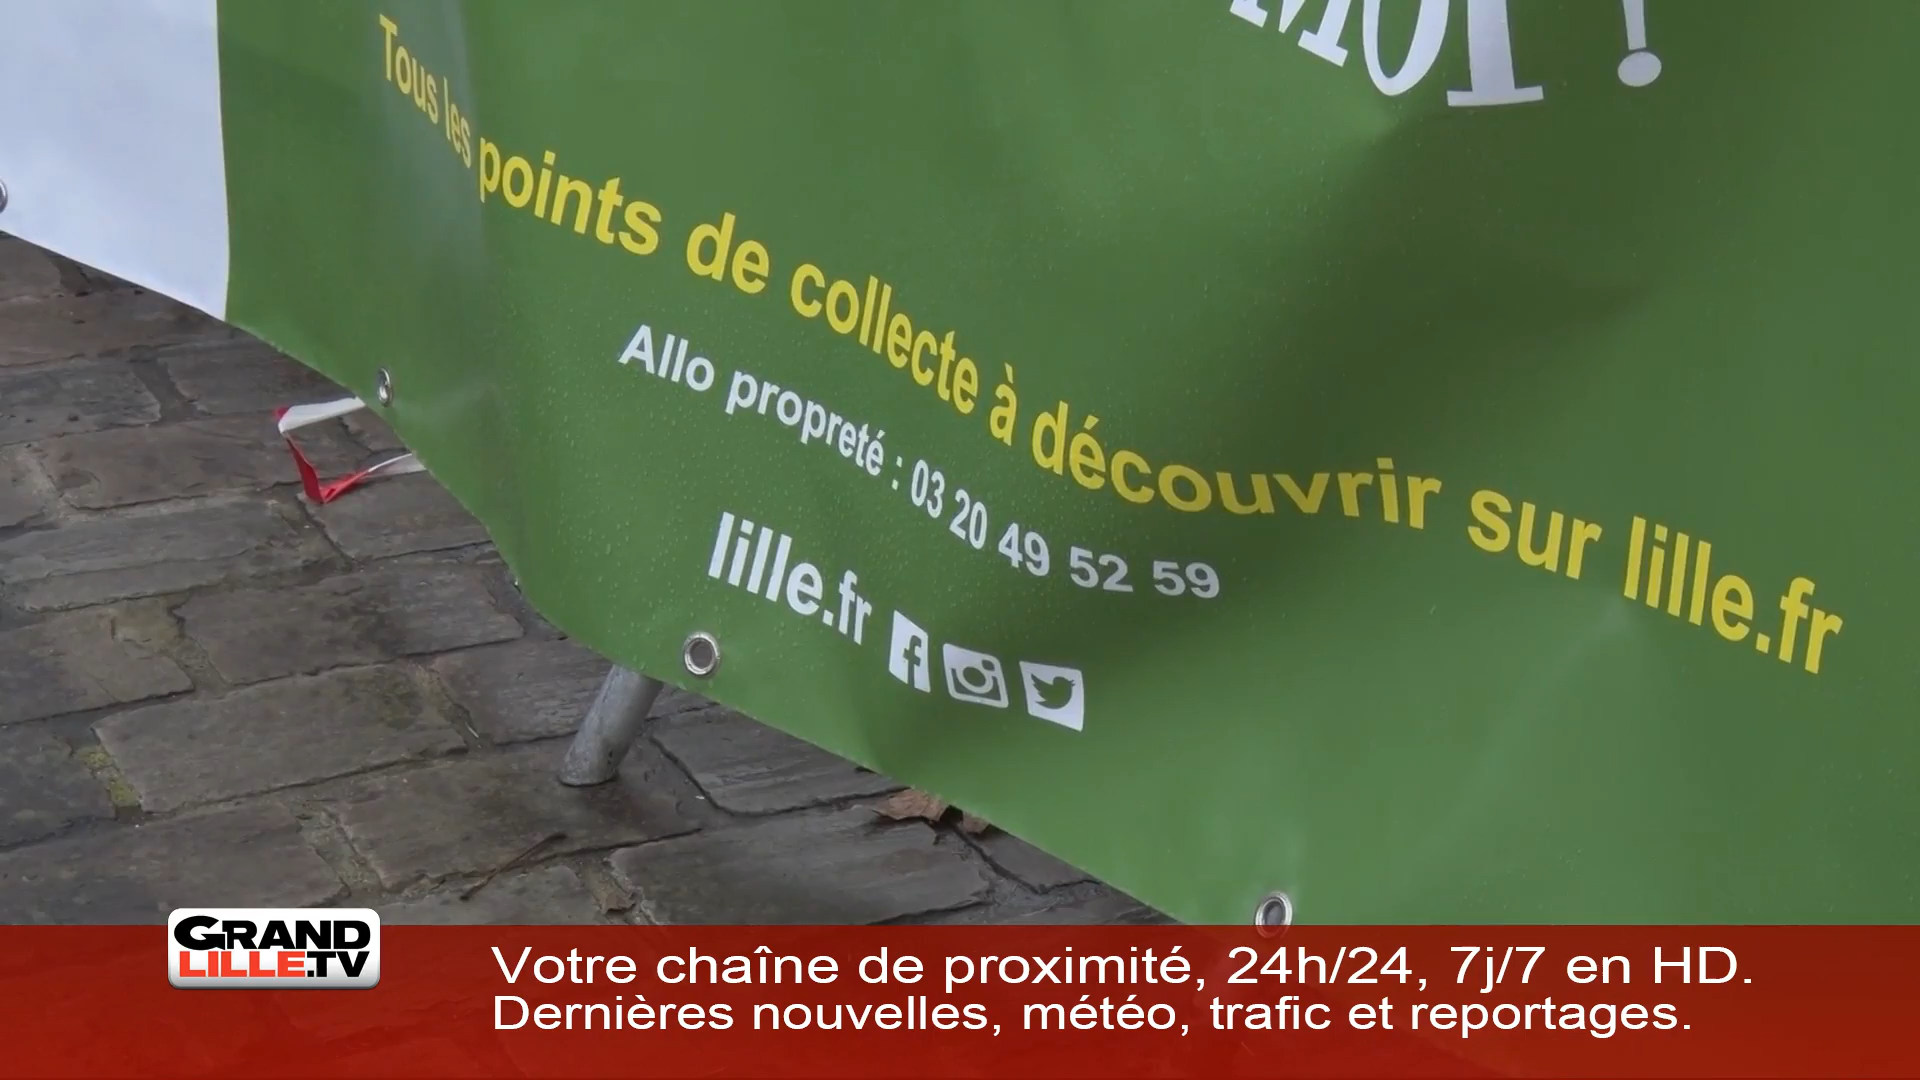 MOI !
Tous les points de collecte à découvrir sur lille.fr
Allo propreté : 03 20 49 52 59
lille.fr
GRAND
LILLE.TV
Votre chaîne de proximité, 24h/24, 7j/7 en HD.
Dernières nouvelles, météo, trafic et reportages.